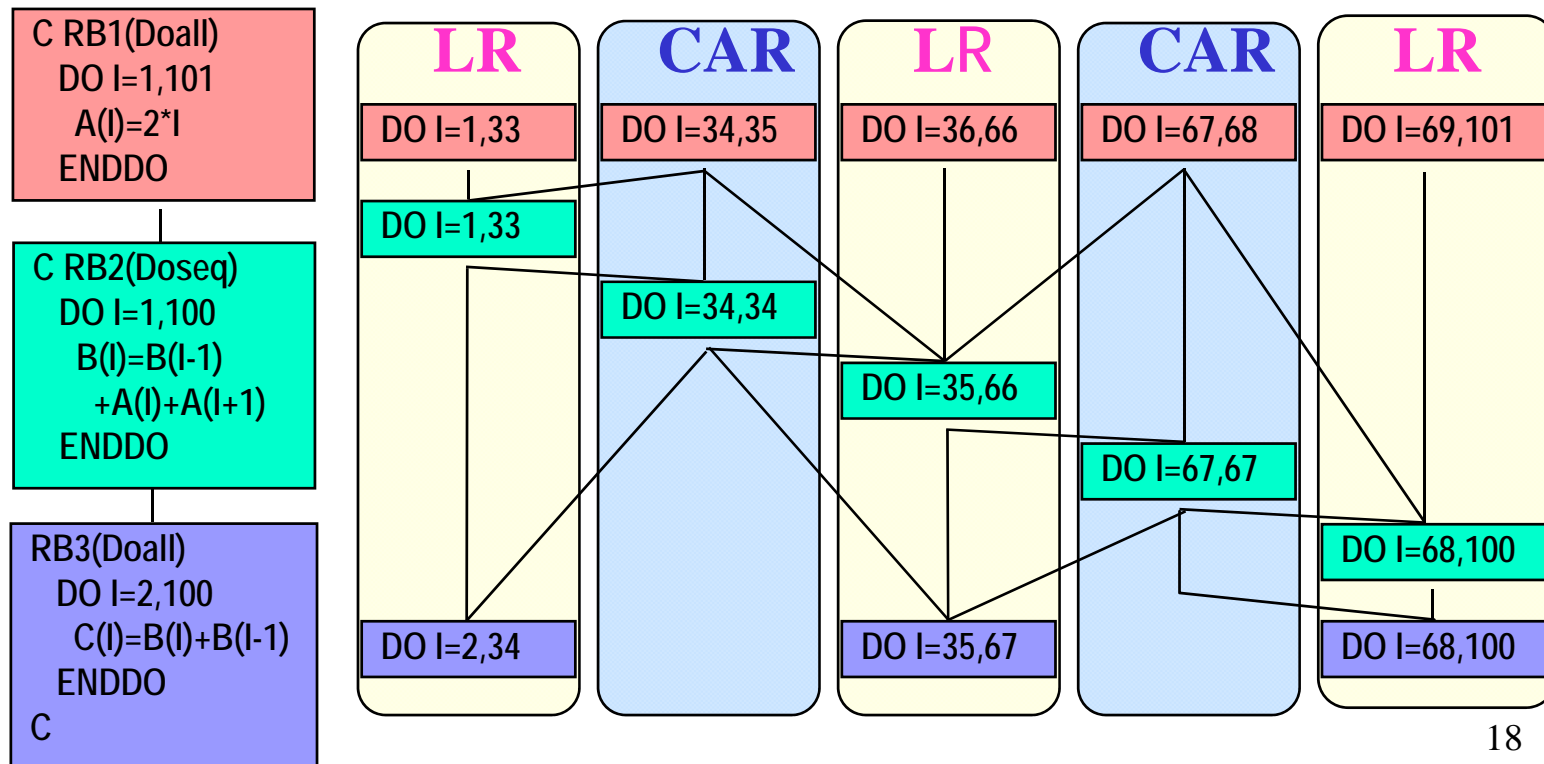 C RB1(Doall)
DO I=1,101
A(I)=2*I
ENDDO
C RB2(Doseq)
DO I=1,100
B(I)=B(I-1)
+A(I)+A(I+1)
ENDDO
RB3(Doall)
DO I=2,100
C(I)=B(I)+B(I-1)
ENDDO
C
LR
CAR
LR
CAR
LR
DO I=1,33
DO I=34,35
DO I=36,66
DO I=67,68
DO I=69,101
DO I=1,33
DO I=34,34
DO I=35,66
DO I=67,67
DO I=68,100
DO I=2,34
DO I=35,67
DO I=68,100
18